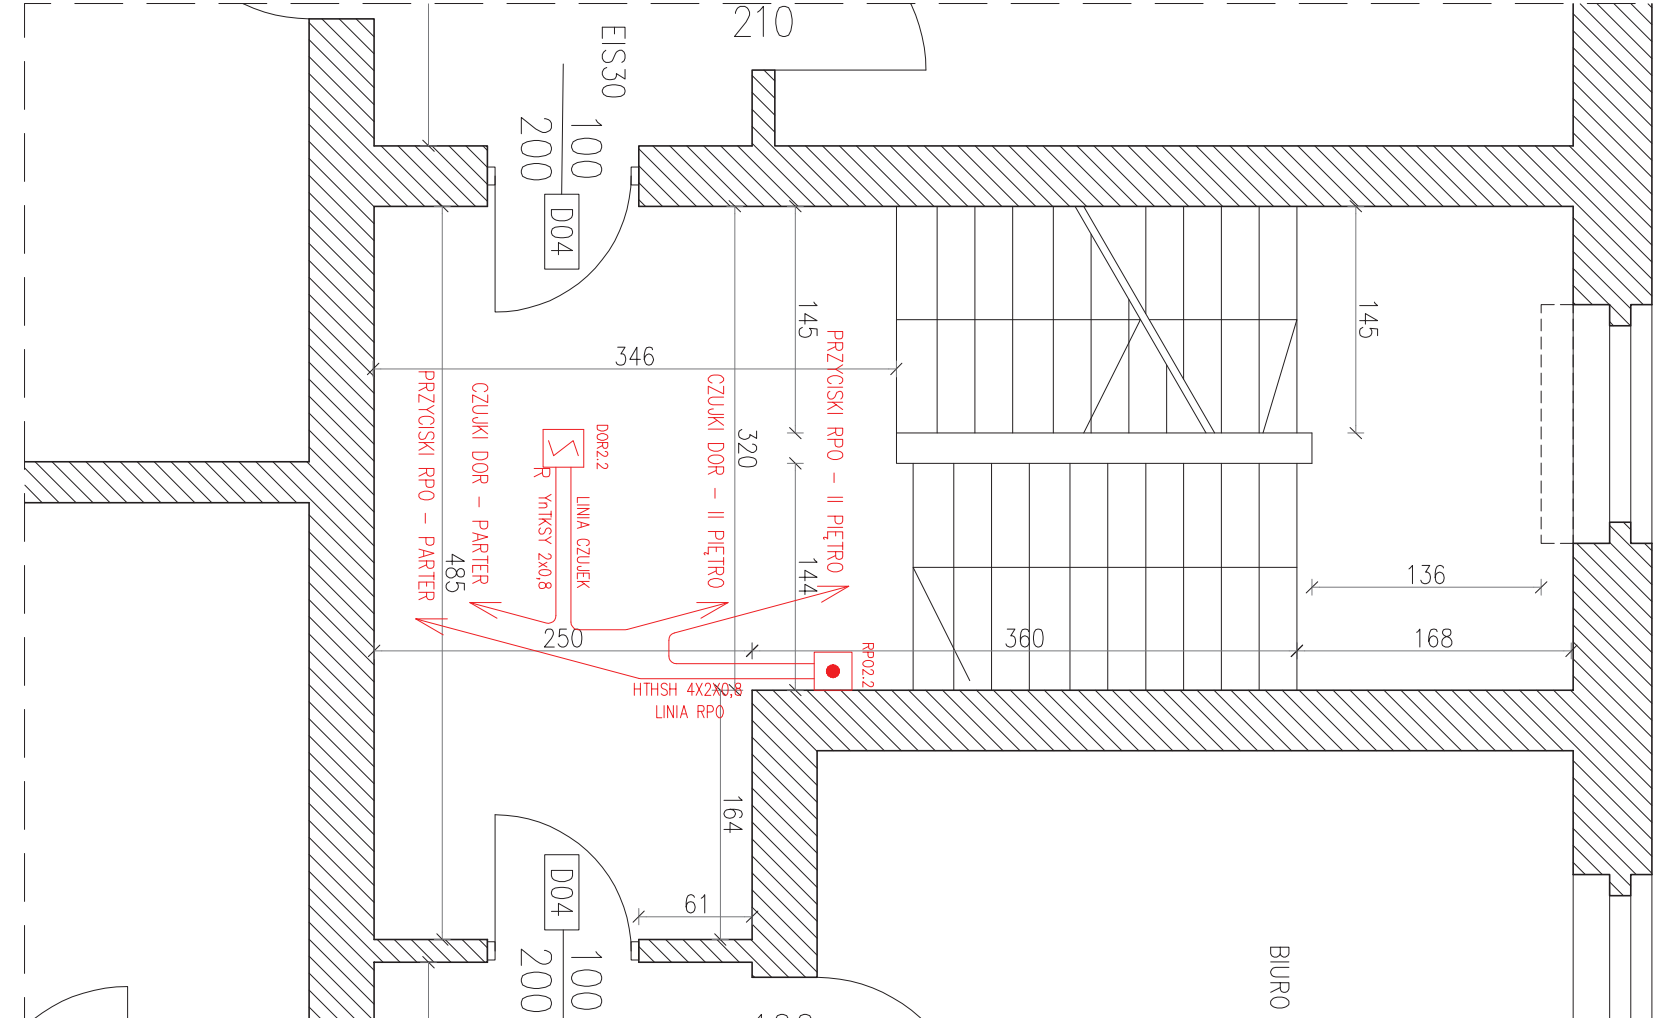 210
EIS30
100
200
D04
145
145
346
PRZYCISKI RPO - II PIĘTRO
CZUJKI DOR - II PIĘTRO
320
PRZYCISKI RPO - PARTER
CZUJKI DOR - PARTER
485
DOR2.2
R
YnTKSY 2x0,8
LINIA CZUJEK
144
136
250
360
168
RPO2.2
HTHSH 4X2X0,8
LINIA RPO
164
61
D04
100
200
BIURO